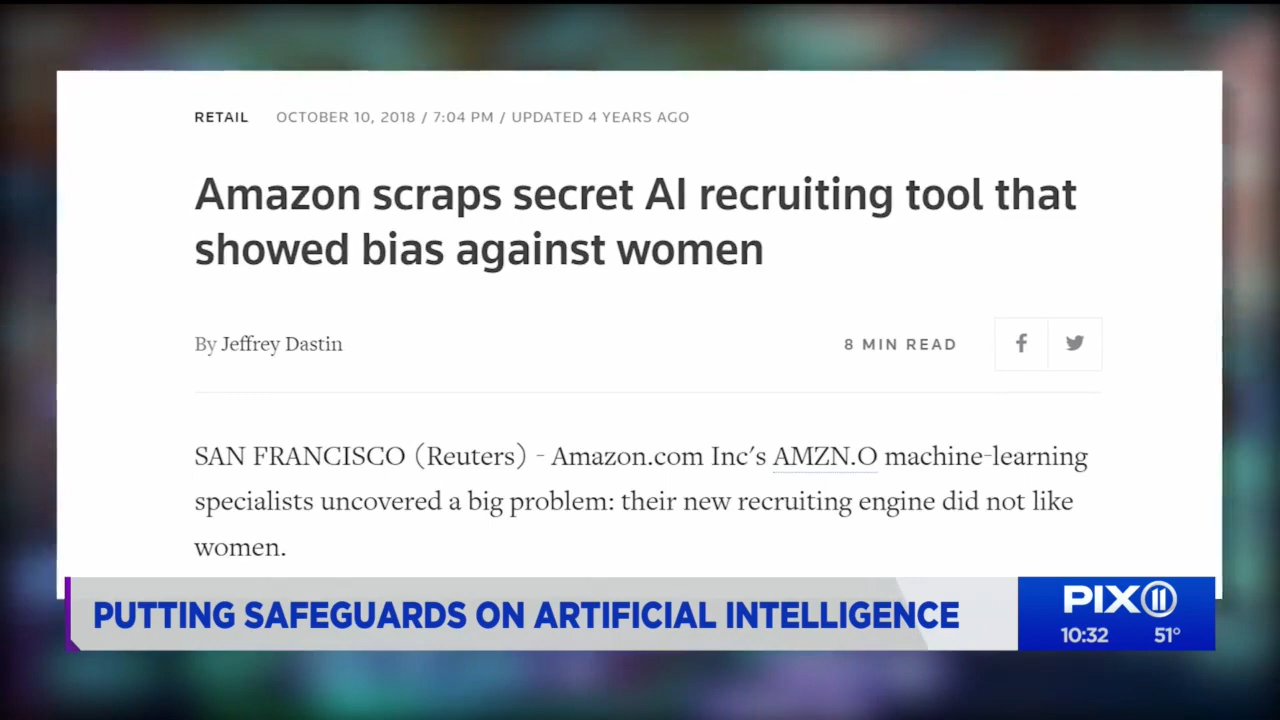 RETAIL OCTOBER 10, 2018 / 7:04 PM / UPDATED 4 YEARS AGO
Amazon scraps secret AI recruiting tool that
showed bias against women
By Jeffrey Dastin 8 MIN READ
SAN FRANCISCO (Reuters) - Amazon.com Inc's AMZN.O machine-learning
specialists uncovered a big problem: their new recruiting engine did not like
women.
PUTTING SAFEGUARDS ON ARTIFICIAL INTELLIGENCE
PIX 11
10:32 51°